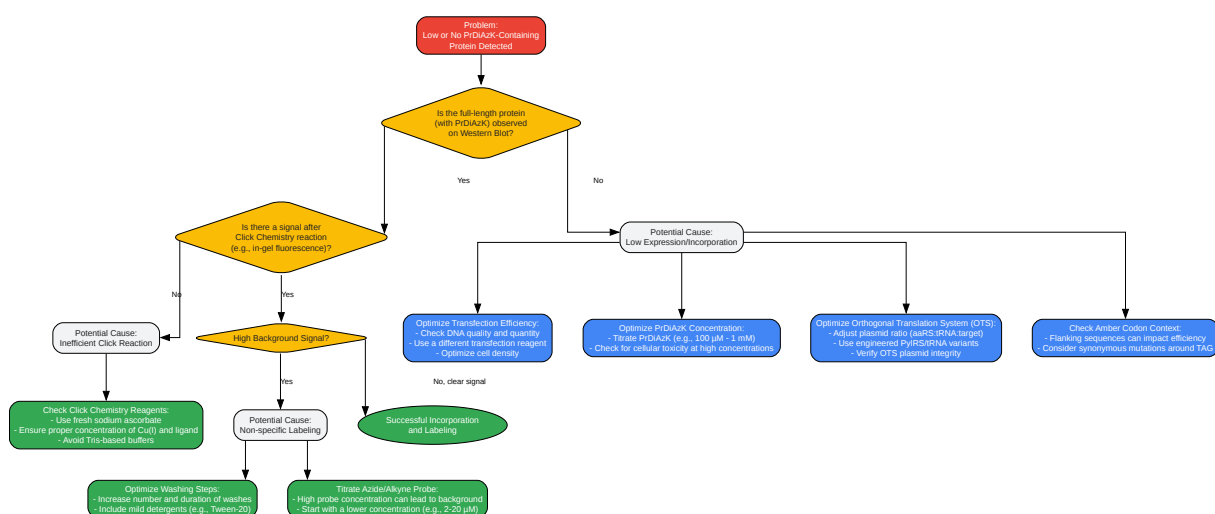 Problem:
Low or No PrDiAzK-Containing
Protein Detected
Is the full-length protein
(with PrDiAzK) observed
on Western Blot?
Yes
No
Is there a signal after
Click Chemistry reaction
(e.g., in-gel fluorescence)?
Potential Cause:
Low Expression/Incorporation
No
Yes
Potential Cause:
Inefficient Click Reaction
High Background Signal?
Optimize Transfection Efficiency:
- Check DNA quality and quantity
- Use a different transfection reagent
- Optimize cell density
Optimize PrDiAzK Concentration:
- Titrate PrDiAzK (e.g., 100 µM - 1 mM)
- Check for cellular toxicity at high concentrations
Optimize Orthogonal Translation System (OTS):
- Adjust plasmid ratio (aaRS:tRNA:target)
- Use engineered PylRS/tRNA variants
- Verify OTS plasmid integrity
Check Amber Codon Context:
- Flanking sequences can impact efficiency
- Consider synonymous mutations around TAG
Yes
No, clear signal
Check Click Chemistry Reagents:
- Use fresh sodium ascorbate
- Ensure proper concentration of Cu(I) and ligand
- Avoid Tris-based buffers
Potential Cause:
Non-specific Labeling
Successful Incorporation
and Labeling
Optimize Washing Steps:
- Increase number and duration of washes
- Include mild detergents (e.g., Tween-20)
Titrate Azide/Alkyne Probe:
- High probe concentration can lead to background
- Start with a lower concentration (e.g., 2-20 µM)